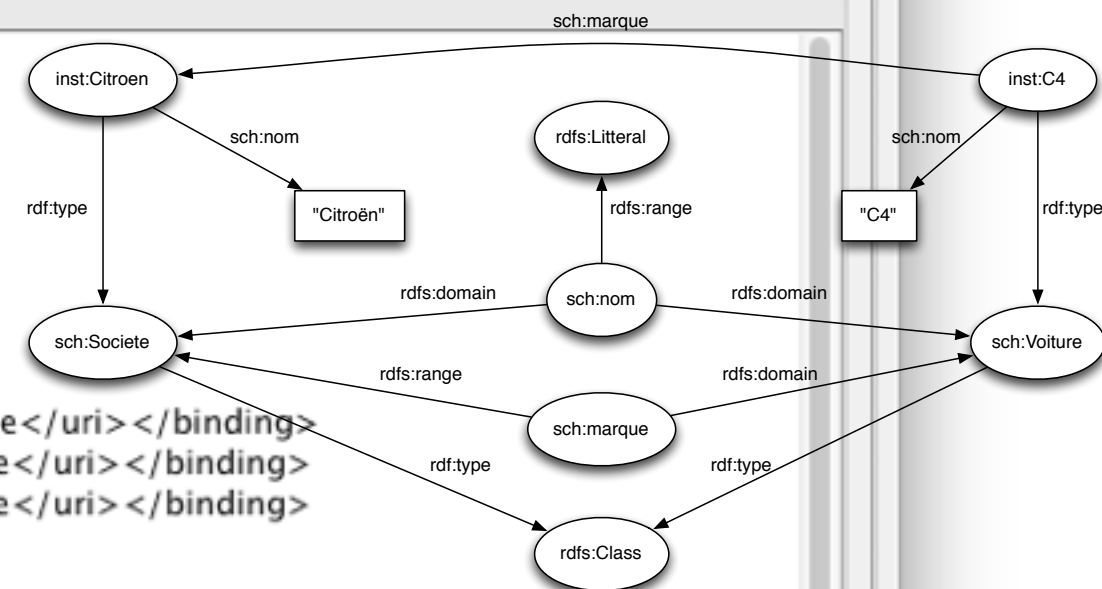 sch:marque
inst:Citroen
inst:C4
sch:nom
rdfs:Litteral
sch:nom
rdf:type
"Citroën"
rdfs:range
"C4"
rdf:type
rdfs:domain
sch:nom
rdfs:domain
sch:Societe
sch:Voiture
rdfs:range
rdfs:domain
e</uri></binding>
sch:marque
e</uri></binding>
rdf:type
rdf:type
e</uri></binding>
rdfs:Class